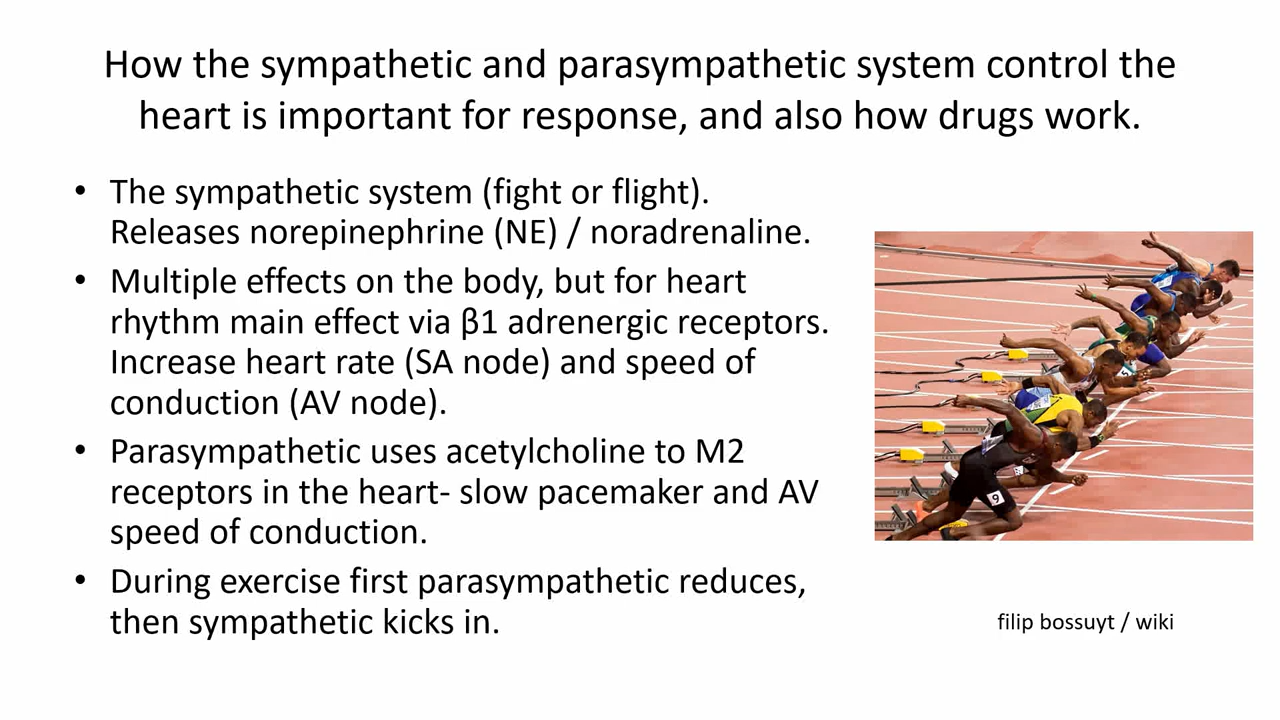 How the sympathetic and parasympathetic system control the
heart is important for response, and also how drugs work.
• The sympathetic system (fight or flight).
Releases norepinephrine (NE) / noradrenaline.
• Multiple effects on the body, but for heart
rhythm main effect via β1 adrenergic receptors.
Increase heart rate (SA node) and speed of
conduction (AV node).
• Parasympathetic uses acetylcholine to M2
receptors in the heart- slow pacemaker and AV
speed of conduction.
• During exercise first parasympathetic reduces,
then sympathetic kicks in.
9
filip bossuyt / wiki